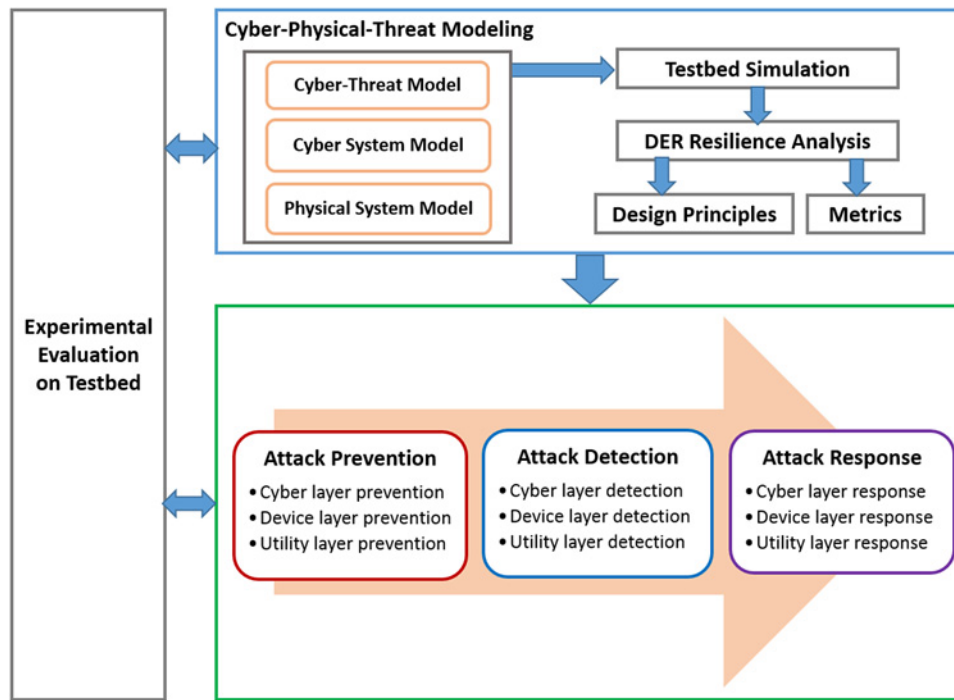 Cyber-Physical-Threat Modeling
Cyber-Threat Model
Cyber System Model
Physical System Model
Testbed Simulation
DER Resilience Analysis
Design Principles
Metrics
Experimental
Evaluation
on Testbed
Attack Prevention
• Cyber layer prevention
• Device layer prevention
• Utility layer prevention
Attack Detection
• Cyber layer detection
• Device layer detection
• Utility layer detection
Attack Response
• Cyber layer response
• Device layer response
• Utility layer response